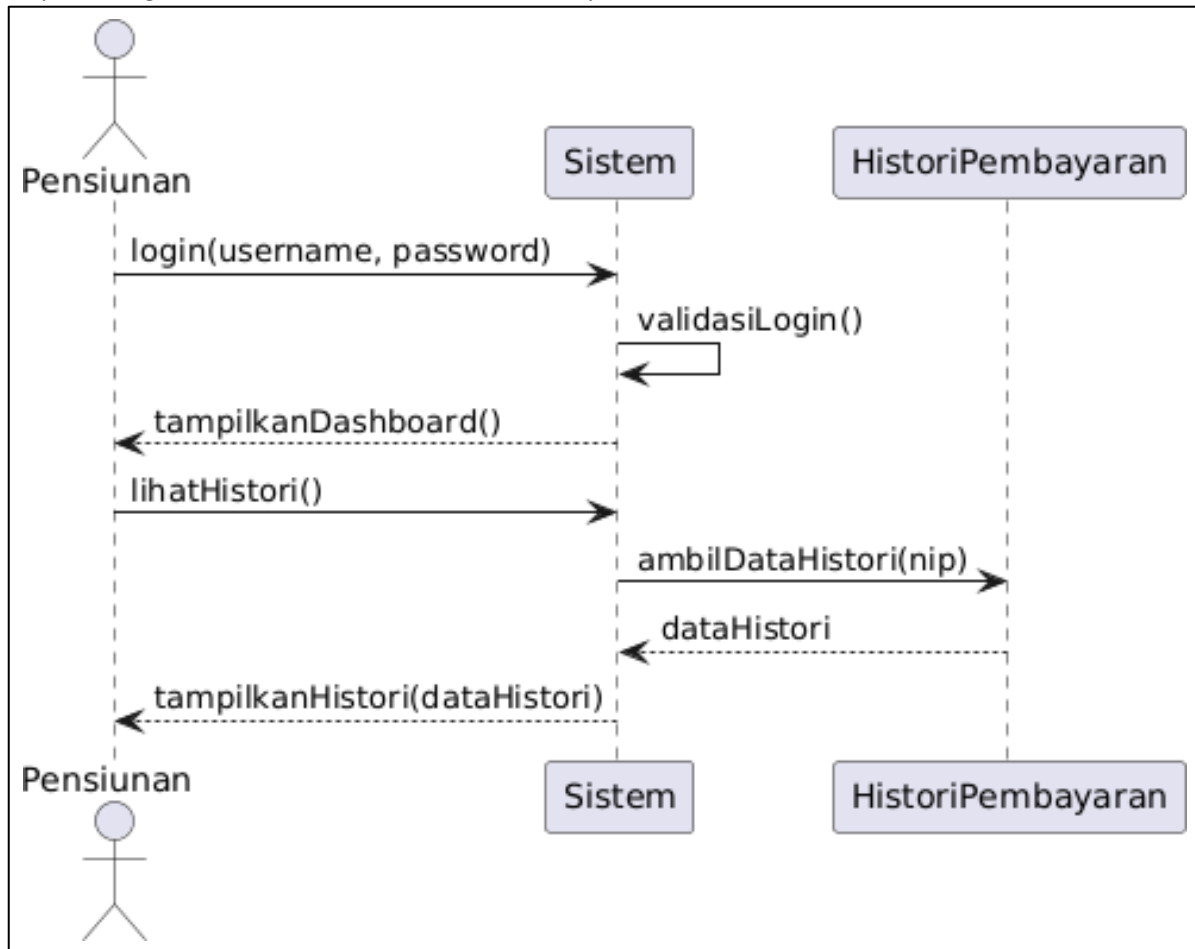 Pensiunan
Sistem
HistoriPembayaran
login(username, password)
validasiLogin()
tampilkanDashboard()
lihatHistori()
ambilDataHistori(nip)
dataHistori
tampilkanHistori(dataHistori)
Pensiunan
Sistem
HistoriPembayaran